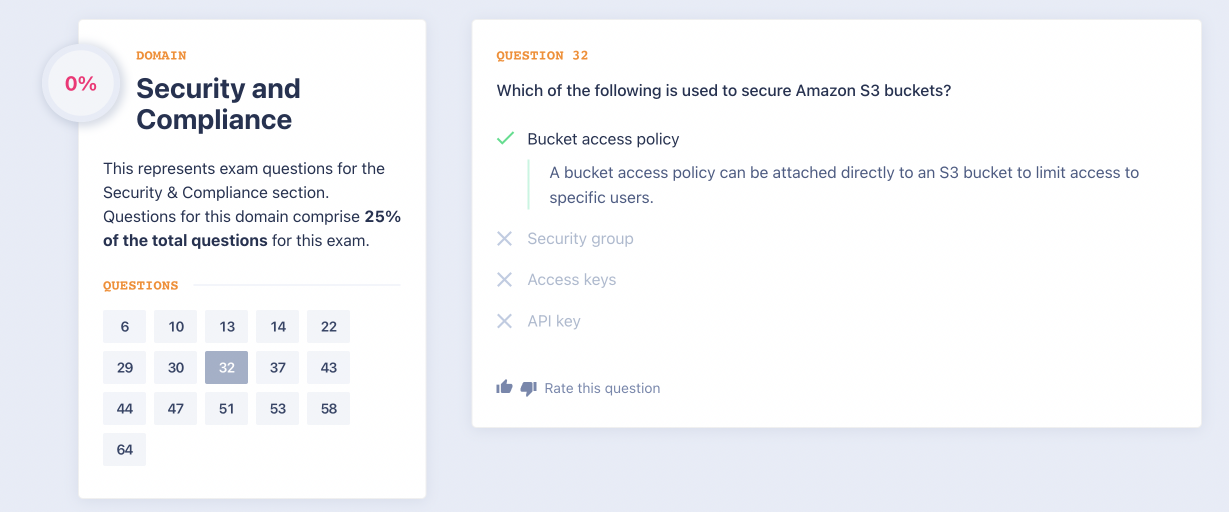 0%
DOMAIN
Security and
Compliance
This represents exam questions for the
Security & Compliance section.
Questions for this domain comprise 25%
of the total questions for this exam.
QUESTIONS
6 10 13 14 22
29 30 32 37 43
44 47 51 53 58
64
QUESTION 32
Which of the following is used to secure Amazon S3 buckets?
Bucket access policy
A bucket access policy can be attached directly to an S3 bucket to limit access to
specific users.
Security group
Access keys
API key
Rate this question